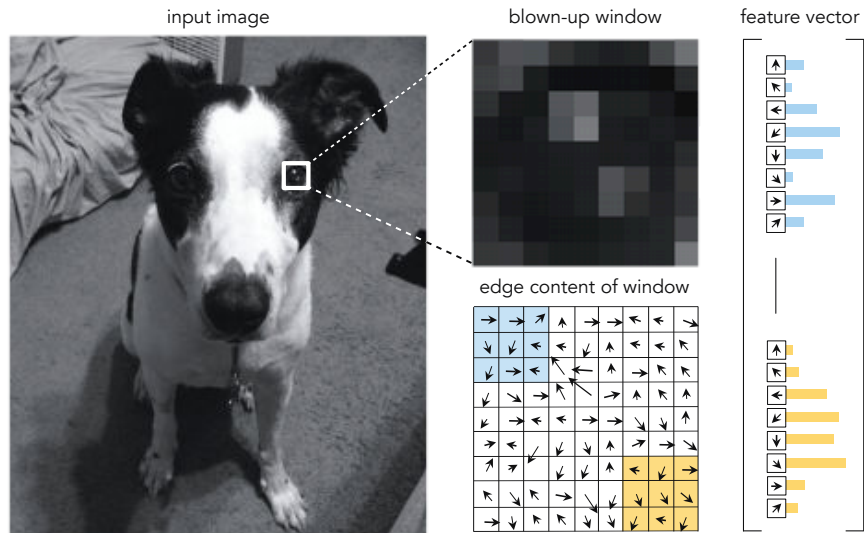 input image
blown-up window
feature vector
edge content of window